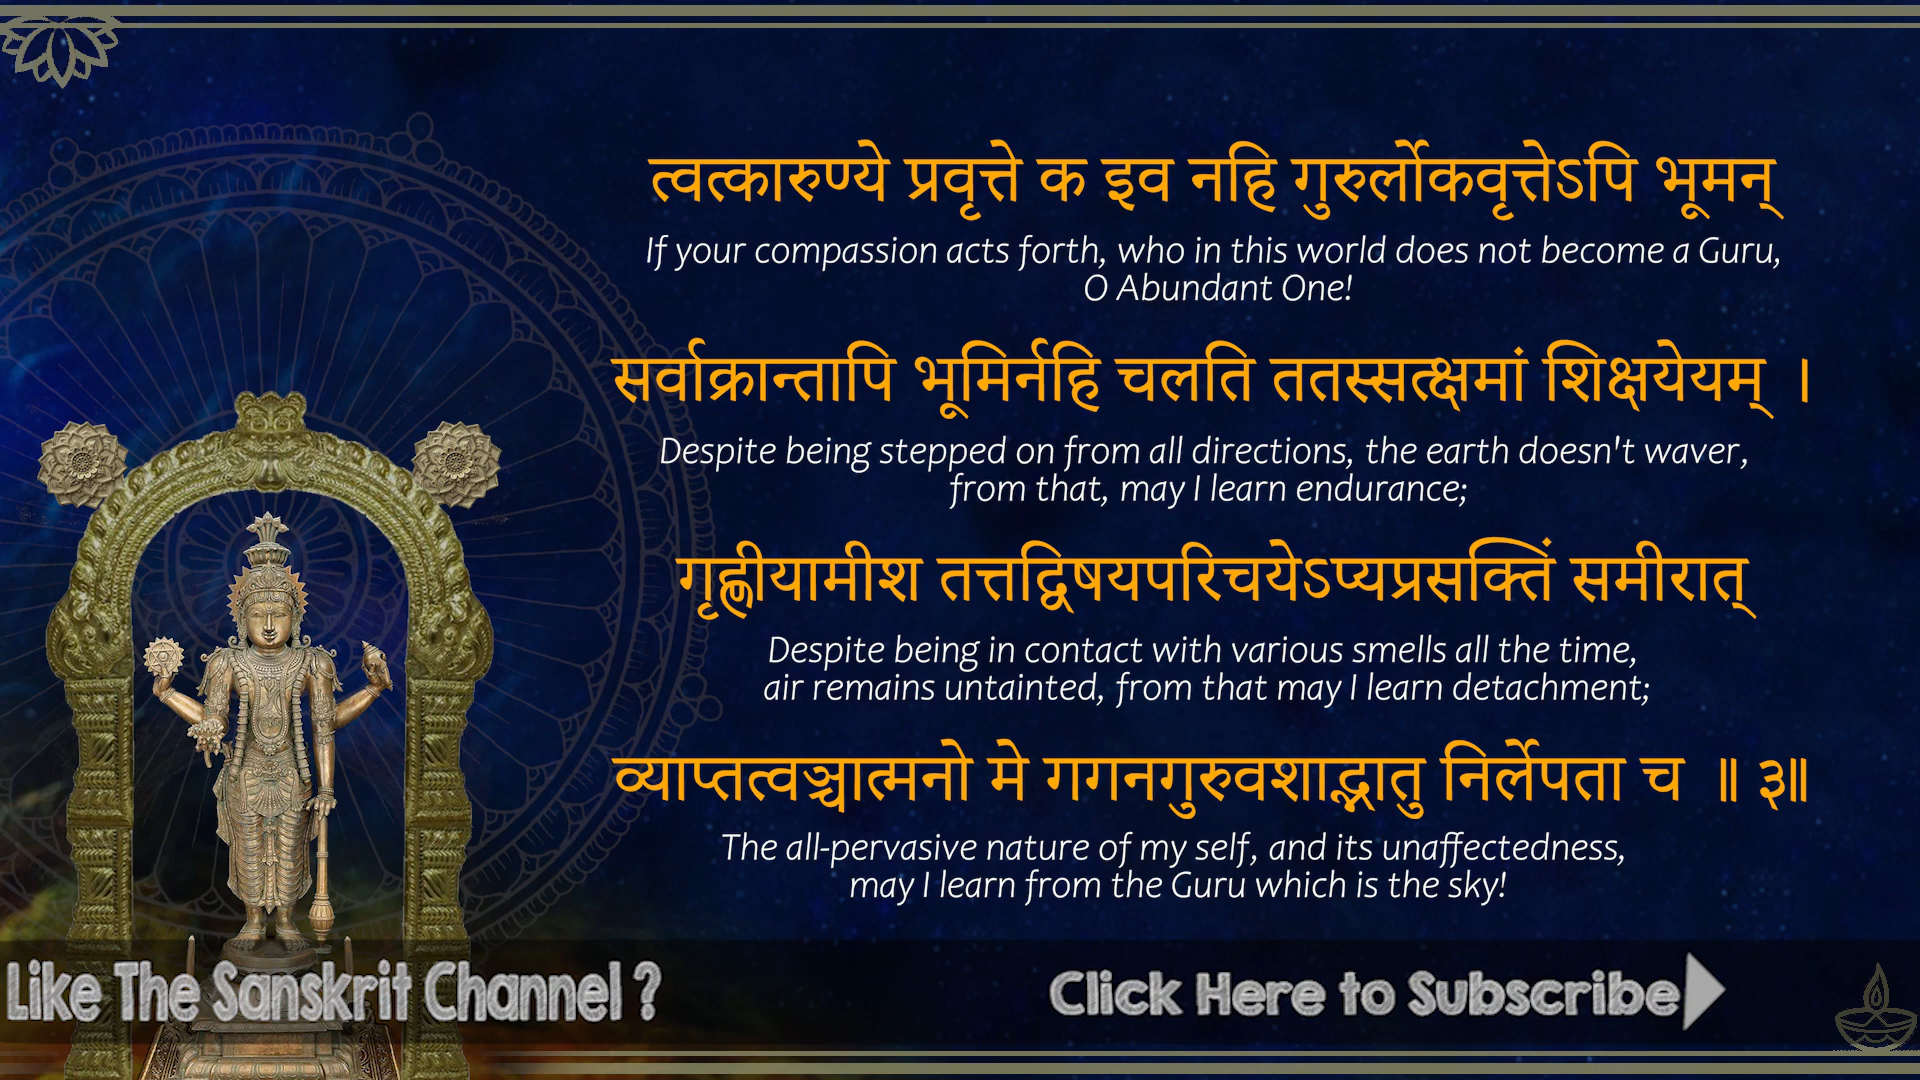 त्वत्कारुण्ये प्रवृत्ते क इव नहि गुरुर्लोकवृत्तेऽपि भूमन्
If your compassion acts forth, who in this world does not become a Guru,
O Abundant One!
सर्वाक्रान्तापि भूमिर्नहि चलति ततस्सत्क्षमां शिक्षयेयम् ।
Despite being stepped on from all directions, the earth doesn't waver,
from that, may I learn endurance;
गृह्णीयामीश तत्तद्विषयपरिचयेऽप्यप्रसक्तिं समीरात्
Despite being in contact with various smells all the time,
air remains untainted, from that may I learn detachment;
व्याप्तत्वञ्चात्मनो मे गगनगुरुवशाद्भातु निर्लेपता च ॥ ३॥
The all-pervasive nature of my self, and its unaffectedness,
may I learn from the Guru which is the sky!
Like The Sanskrit Channel ?
Click Here to Subscribe